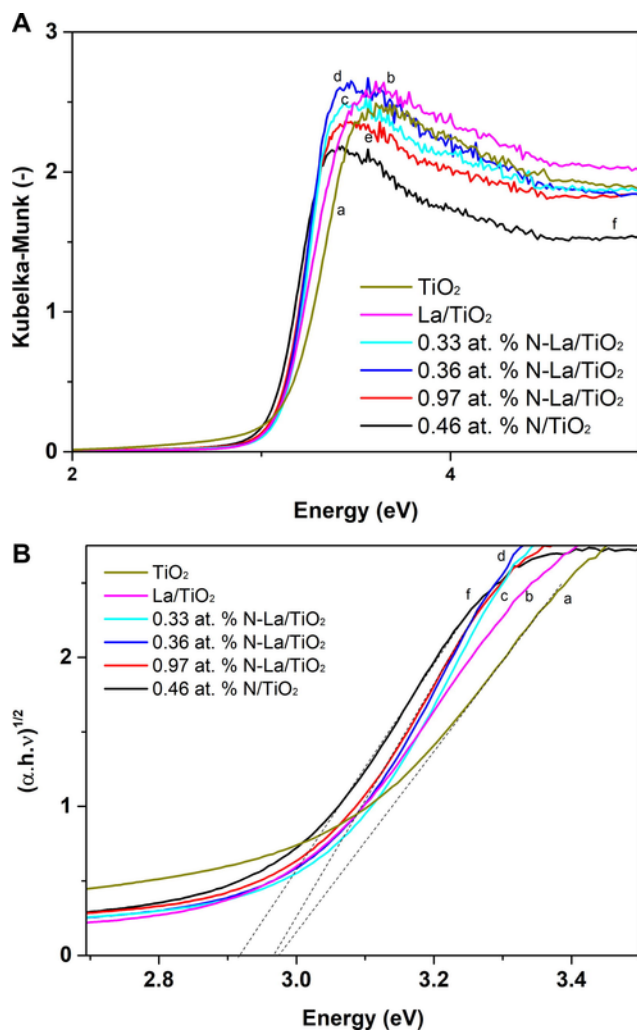 A
3
d
b
c
e
2
a
f
Kubelka-Munk (-)
TiO₂
La/TiO₂
1
0.33 at. % N-La/TiO₂
0.36 at. % N-La/TiO₂
0.97 at. % N-La/TiO₂
0.46 at. % N/TiO₂
0
2
4
Energy (eV)
B
TiO₂
La/TiO₂
0.33 at. % N-La/TiO₂
0.36 at. % N-La/TiO₂
0.97 at. % N-La/TiO₂
0.46 at. % N/TiO₂
d
f
c
b
a
2
(α.h.ν)¹/²
1
0
2.8
3.0
3.2
3.4
Energy (eV)